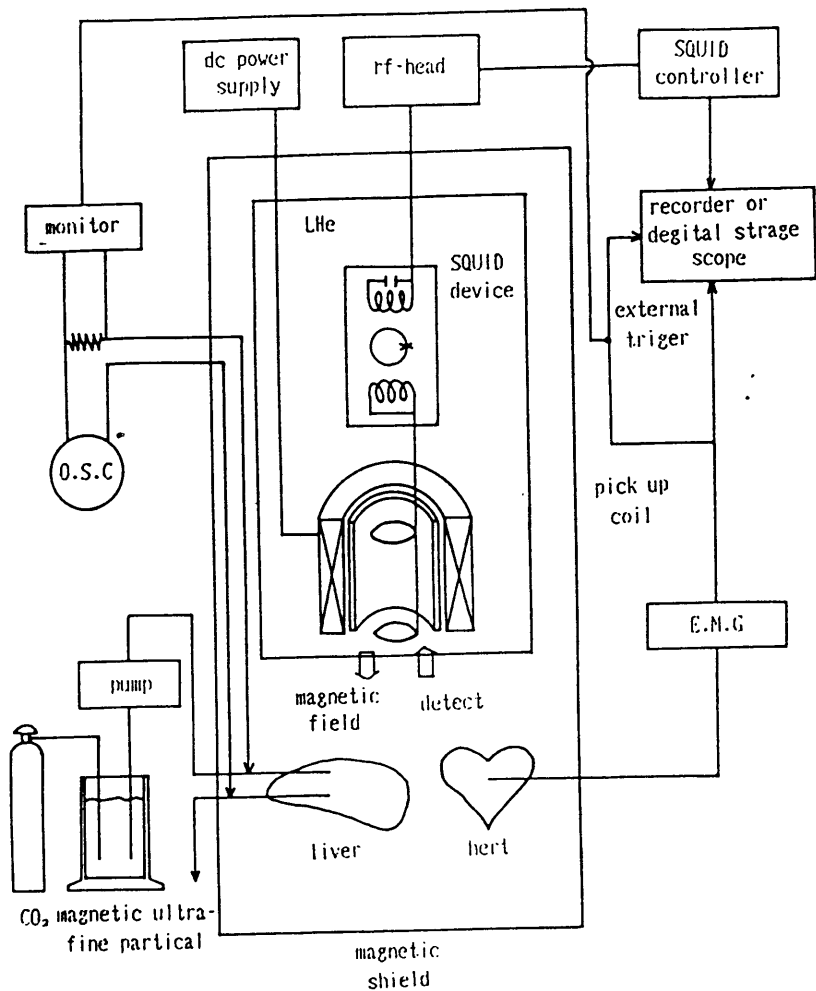 dc power
supply
rf-head
SQUID
controller
monitor
LHe
SQUID
device
recorder or
degital strage
scope
external
triger
O.S.C
pick up
coil
E.M.G
pump
magnetic
field
detect
liver
hert
CO₂
magnetic ultra-
fine partical
magnetic
shield